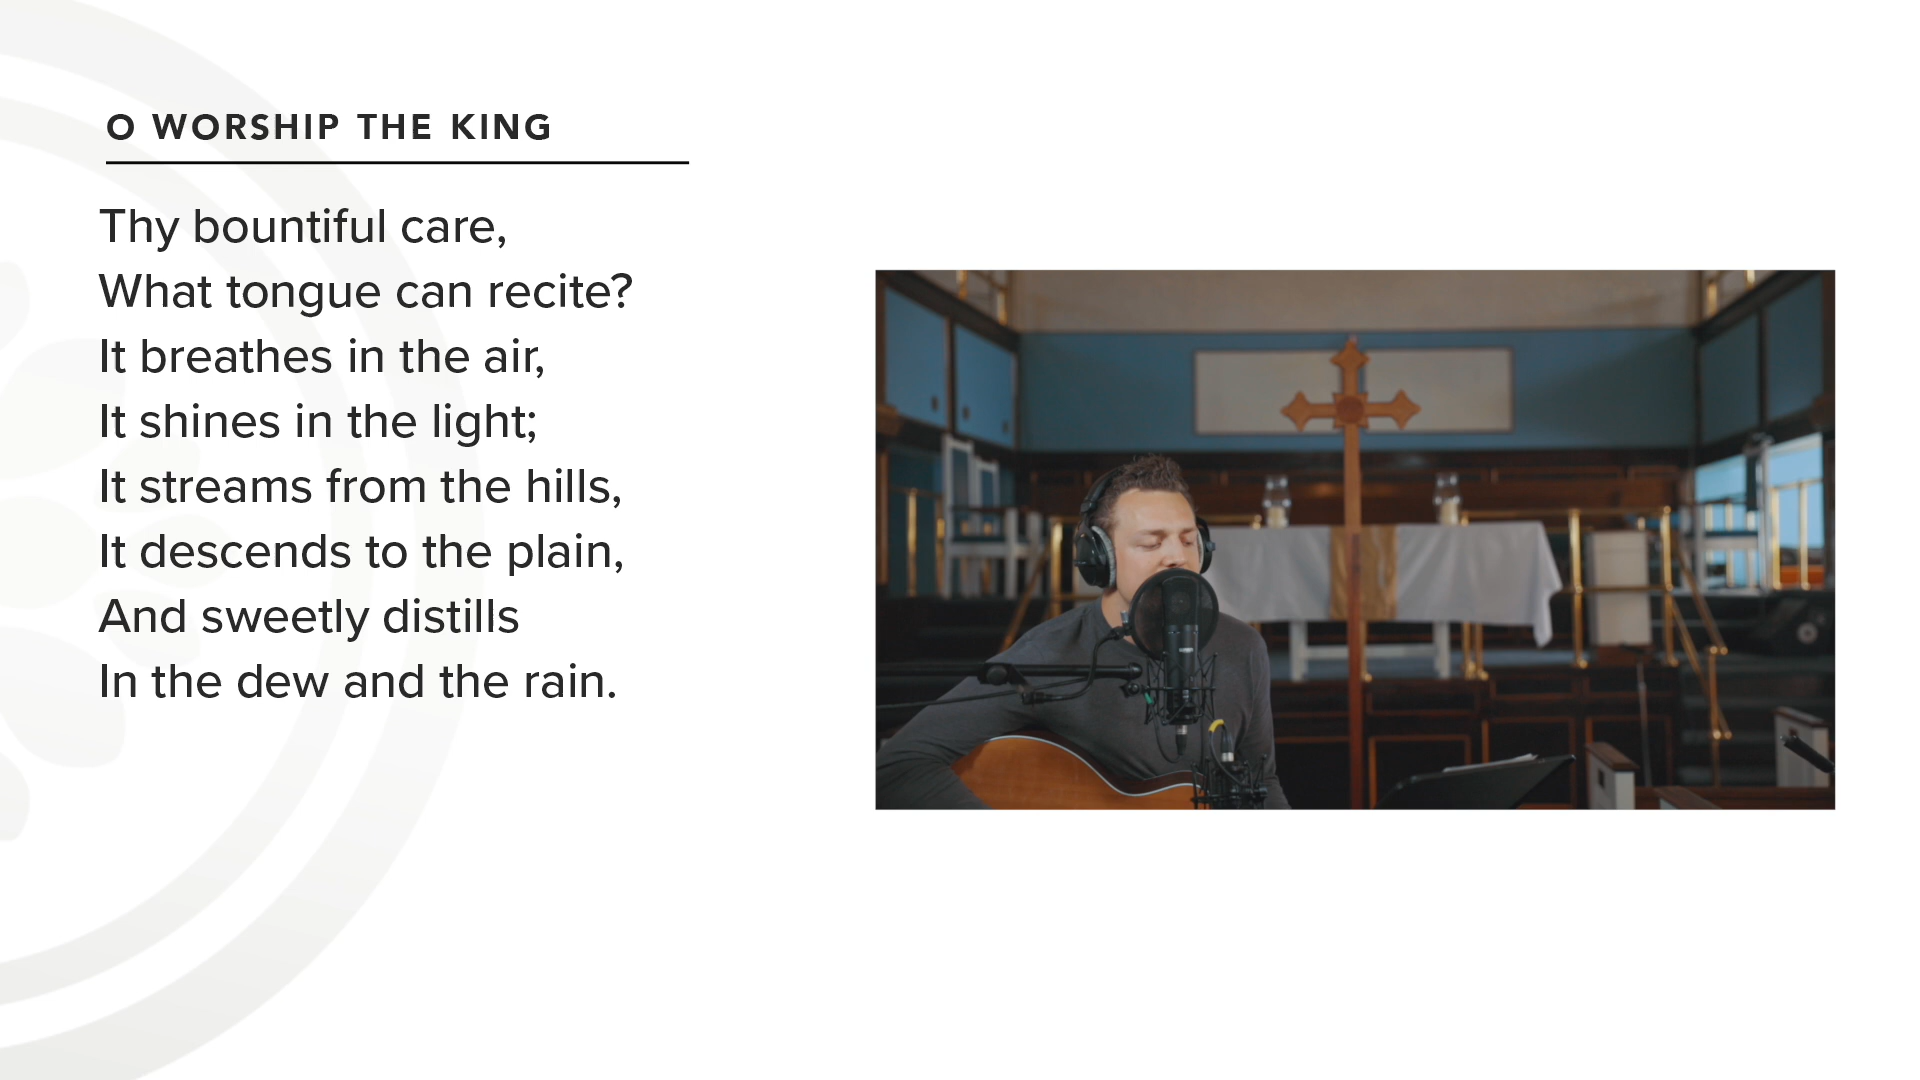 O WORSHIP THE KING
Thy bountiful care,
What tongue can recite?
It breathes in the air,
It shines in the light;
It streams from the hills,
It descends to the plain,
And sweetly distills
In the dew and the rain.